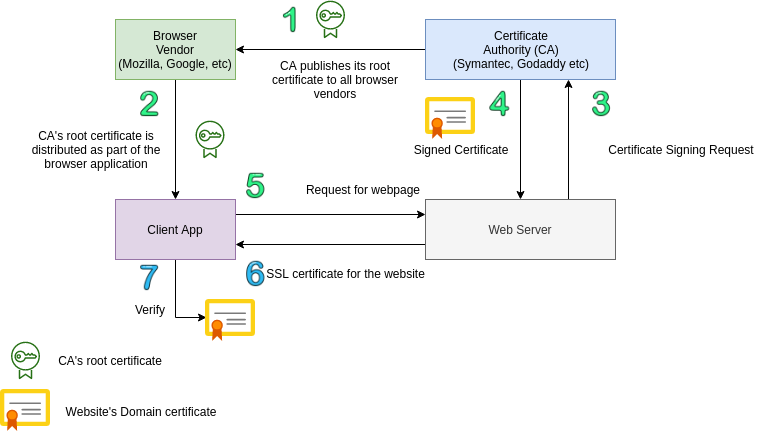 1
Browser
Vendor
(Mozilla, Google, etc)
Certificate
Authority (CA)
(Symantec, Godaddy etc)
CA publishes its root
certificate to all browser
vendors
2
CA's root certificate is
distributed as part of the
browser application
4
Signed Certificate
3
Certificate Signing Request
5
Request for webpage
Client App
Web Server
6
SSL certificate for the website
7
Verify
CA's root certificate
Website's Domain certificate